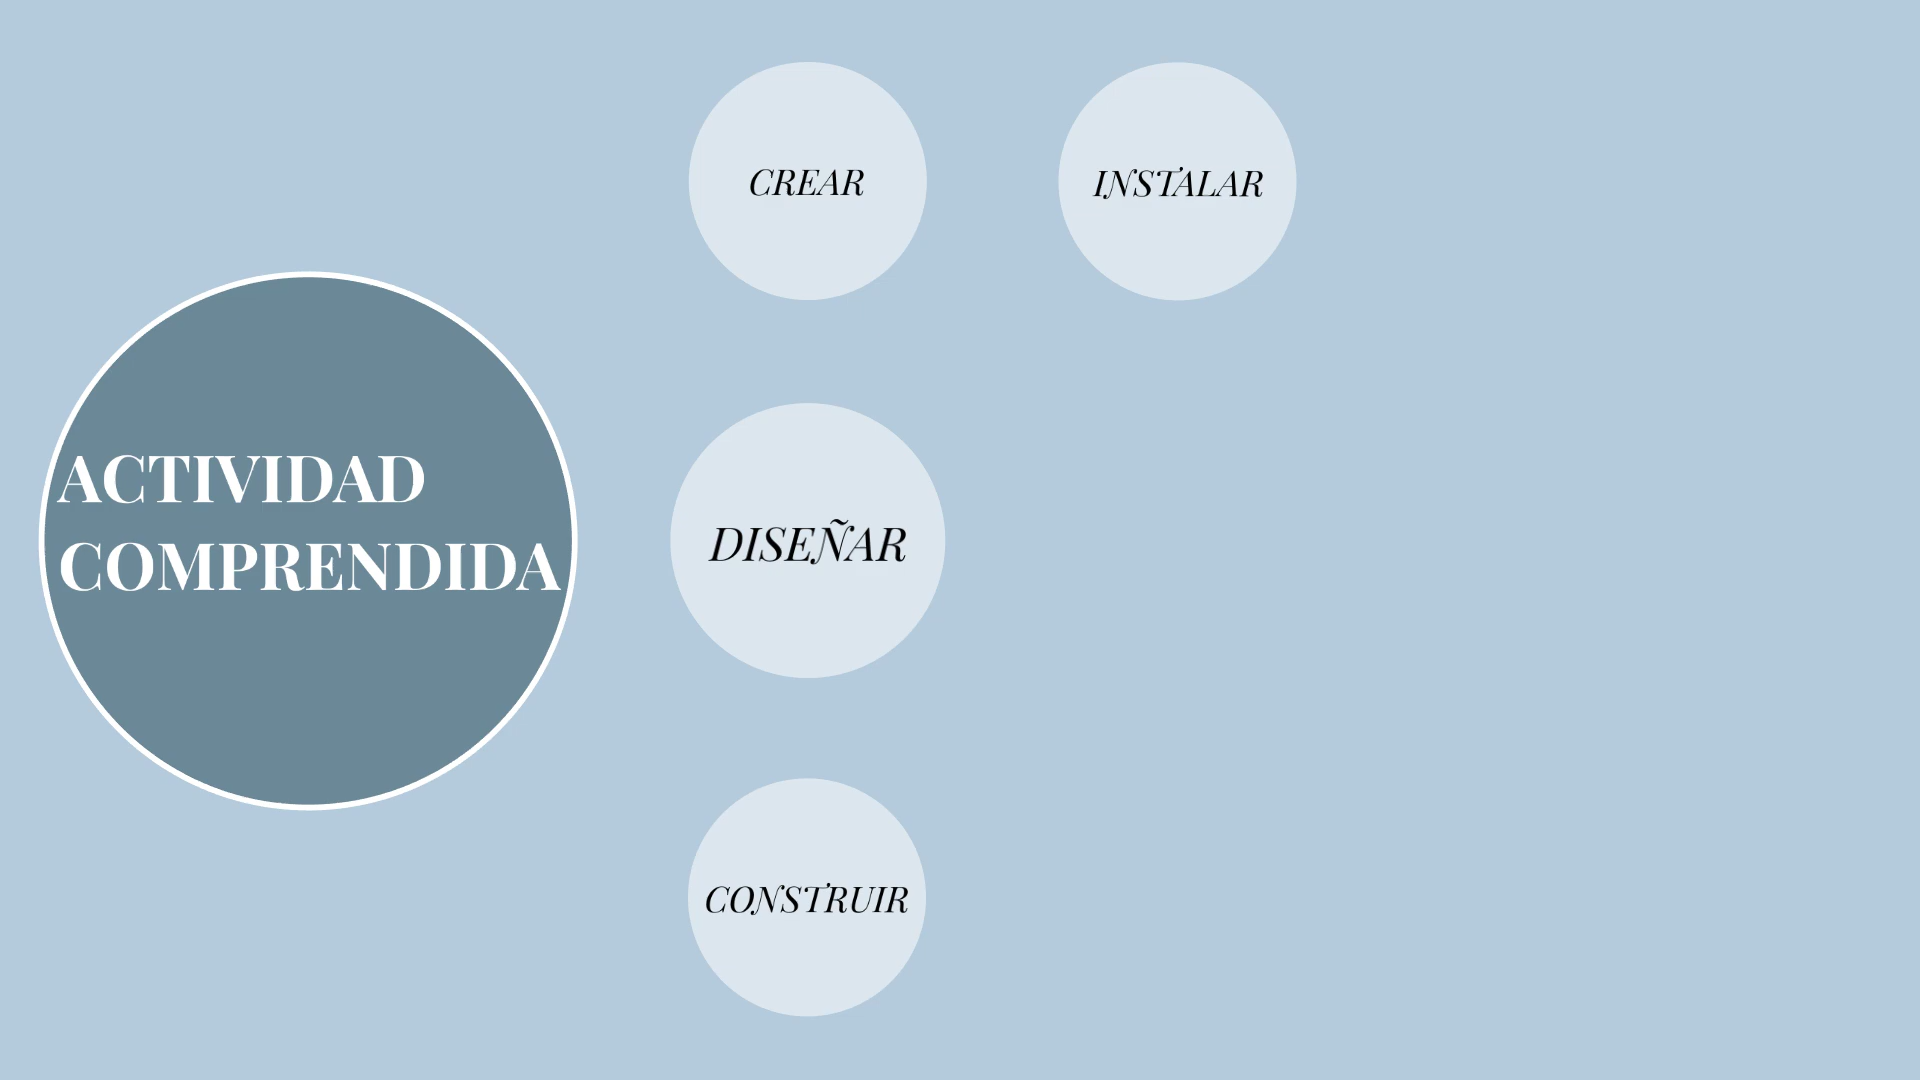 ACTIVIDAD
COMPRENDIDA
CREAR
INSTALAR
DISEÑAR
CONSTRUIR